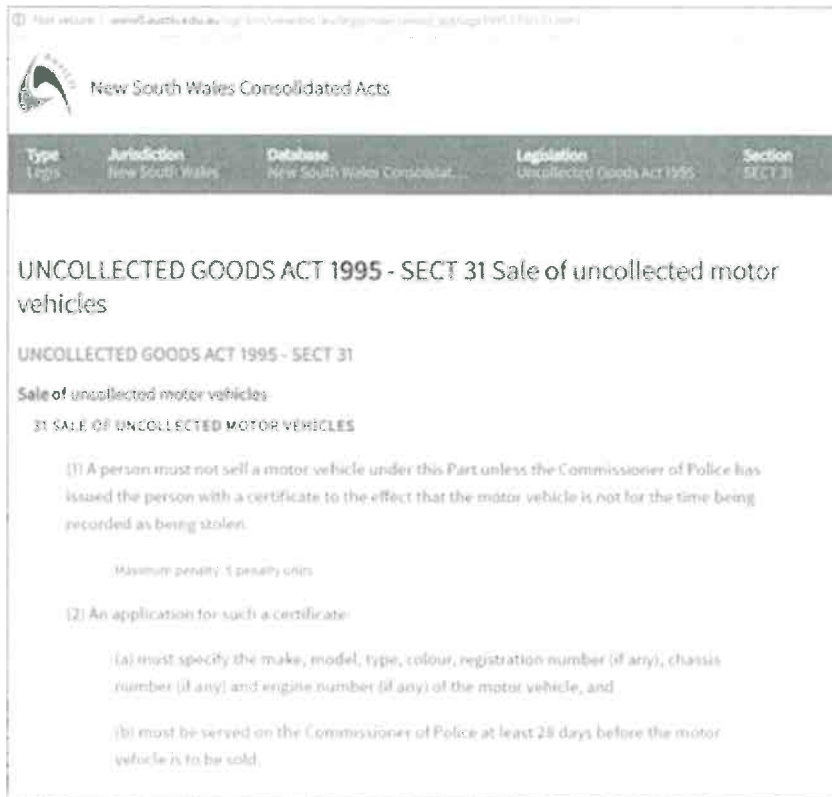 Not secure | www5.austlii.edu.au
New South Wales Consolidated Acts
Type Jurisdiction Database Legislation Section
Legis New South Wales New South Wales Consolidat... Uncollected Goods Act 1995 SECT 31
UNCOLLECTED GOODS ACT 1995 - SECT 31 Sale of uncollected motor
vehicles
UNCOLLECTED GOODS ACT 1995 - SECT 31
Sale of uncollected motor vehicles
31 SALE OF UNCOLLECTED MOTOR VEHICLES
(1) A person must not sell a motor vehicle under this Part unless the Commissioner of Police has
issued the person with a certificate to the effect that the motor vehicle is not for the time being
recorded as being stolen.
Maximum penalty: 5 penalty units
(2) An application for such a certificate:
(a) must specify the make, model, type, colour, registration number (if any), chassis
number (if any) and engine number (if any) of the motor vehicle, and
(b) must be served on the Commissioner of Police at least 28 days before the motor
vehicle is to be sold.